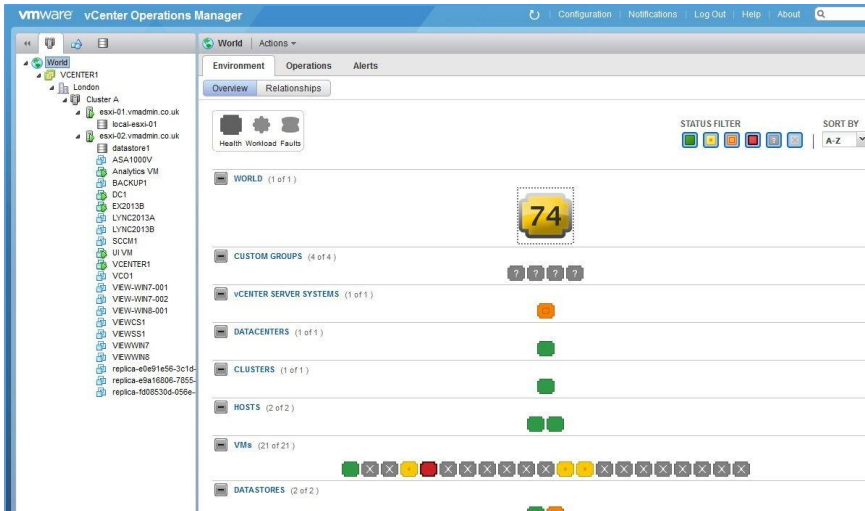 vmware vCenter Operations Manager
Configuration Notifications Log Out Help About
World Actions
World
VCENTER1
London
Cluster A
esxi-01.vmadmin.co.uk
local-esxi-01
esxi-02.vmadmin.co.uk
datastore1
ASA1000V
Analytics VM
BACKUP1
DC1
EX2013B
LYNC2013A
LYNC2013B
SCCM1
UI VM
VCENTER1
VCO1
VIEW-WIN7-001
VIEW-WIN7-002
VIEW-WIN8-001
VIEWCS1
VIEWSS1
VIEWWIN7
VIEWWIN8
replica-e0e91e56-3c1d-
replica-e9a16806-7855-
replica-fd08530d-056e-
Environment Operations Alerts
Overview Relationships
Health Workload Faults
STATUS FILTER
SORT BY
A-Z
WORLD (1 of 1)
74
CUSTOM GROUPS (4 of 4)
? ? ? ?
vCENTER SERVER SYSTEMS (1 of 1)
DATACENTERS (1 of 1)
CLUSTERS (1 of 1)
HOSTS (2 of 2)
VMs (21 of 21)
DATASTORES (2 of 2)